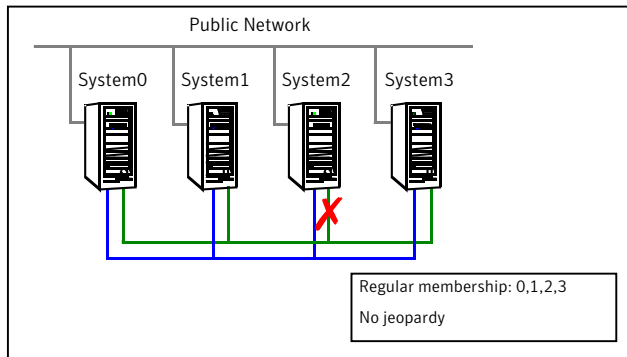 Public Network
System0 System1 System2 System3
Regular membership: 0,1,2,3
No jeopardy